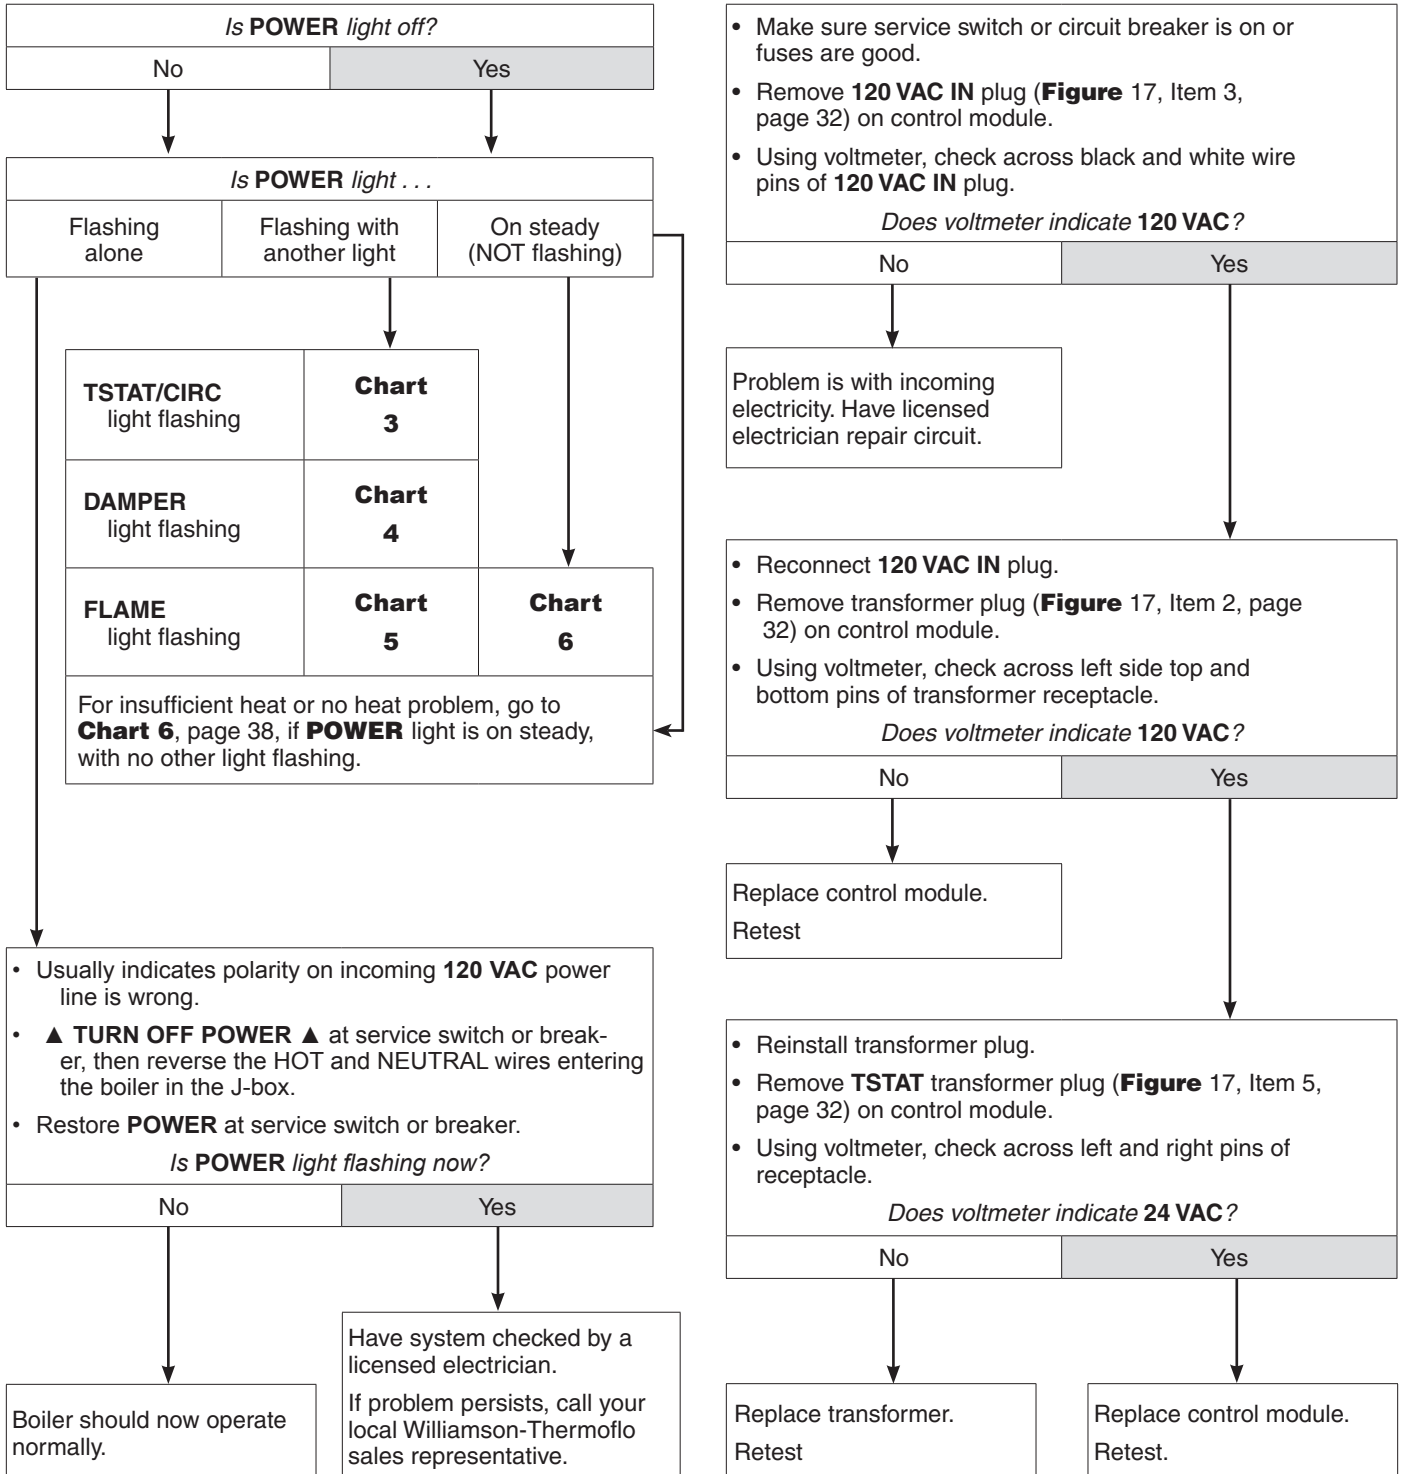 Is POWER light off?
No
Yes
Is POWER light . . .
Flashing
alone
Flashing with
another light
On steady
(NOT flashing)
TSTAT/CIRC
light flashing
Chart
3
DAMPER
light flashing
Chart
4
FLAME
light flashing
Chart
5
Chart
6
For insufficient heat or no heat problem, go to
Chart 6, page 38, if POWER light is on steady,
with no other light flashing.
• Usually indicates polarity on incoming 120 VAC power
line is wrong.
• ▲ TURN OFF POWER ▲ at service switch or break-
er, then reverse the HOT and NEUTRAL wires entering
the boiler in the J-box.
• Restore POWER at service switch or breaker.
Is POWER light flashing now?
No
Yes
Boiler should now operate
normally.
Have system checked by a
licensed electrician.
If problem persists, call your
local Williamson-Thermoflo
sales representative.
• Make sure service switch or circuit breaker is on or
fuses are good.
• Remove 120 VAC IN plug (Figure 17, Item 3,
page 32) on control module.
• Using voltmeter, check across black and white wire
pins of 120 VAC IN plug.
Does voltmeter indicate 120 VAC?
No
Yes
Problem is with incoming
electricity. Have licensed
electrician repair circuit.
• Reconnect 120 VAC IN plug.
• Remove transformer plug (Figure 17, Item 2, page
32) on control module.
• Using voltmeter, check across left side top and
bottom pins of transformer receptacle.
Does voltmeter indicate 120 VAC?
No
Yes
Replace control module.
Retest
• Reinstall transformer plug.
• Remove TSTAT transformer plug (Figure 17, Item 5,
page 32) on control module.
• Using voltmeter, check across left and right pins of
receptacle.
Does voltmeter indicate 24 VAC?
No
Yes
Replace transformer.
Retest
Replace control module.
Retest.